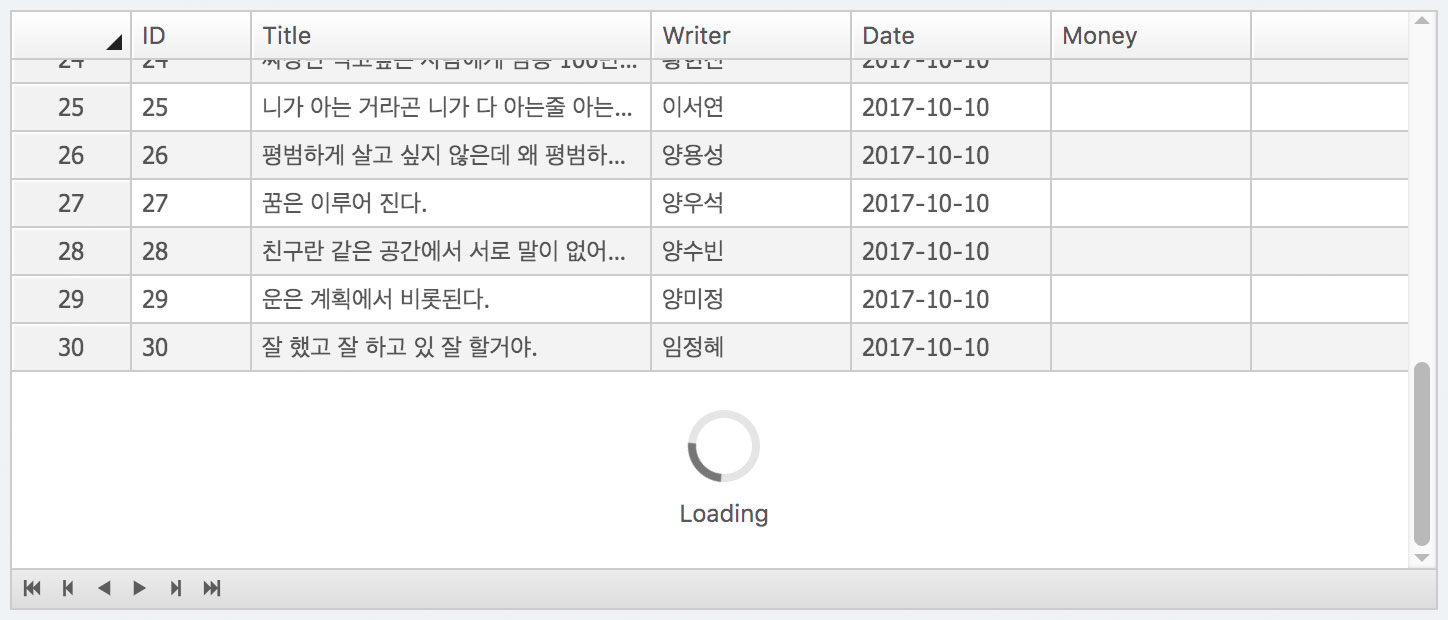 ID Title Writer Date Money
24 24 100만... 2017-10-10
25 25 니가 아는 거라곤 니가 다 아는줄 아는... 이서연 2017-10-10
26 26 평범하게 살고 싶지 않은데 왜 평범하... 양용성 2017-10-10
27 27 꿈은 이루어 진다. 양우석 2017-10-10
28 28 친구란 같은 공간에서 서로 말이 없어... 양수빈 2017-10-10
29 29 운은 계획에서 비롯된다. 양미정 2017-10-10
30 30 잘 했고 잘 하고 있 잘 할거야. 임정혜 2017-10-10
Loading